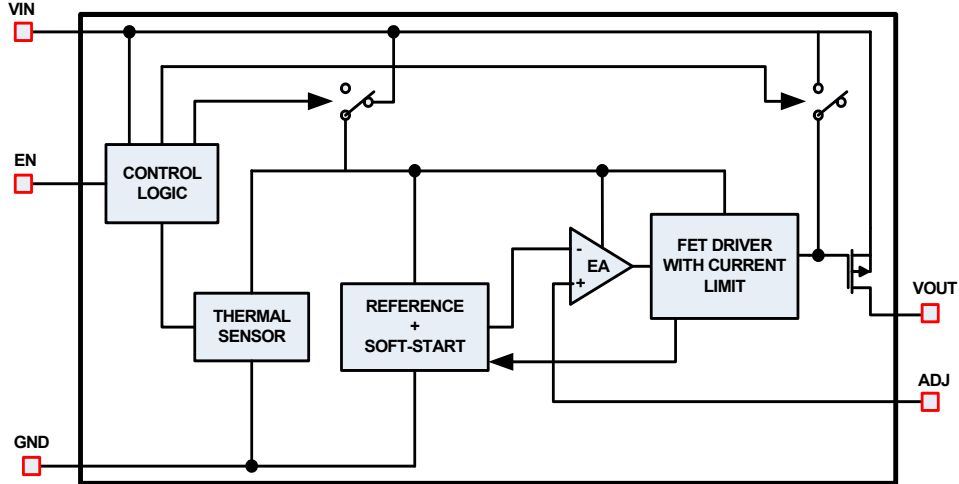 VIN
EN
CONTROL
LOGIC
THERMAL
SENSOR
REFERENCE
+
SOFT-START
-
EA
+
FET DRIVER
WITH CURRENT
LIMIT
VOUT
ADJ
GND